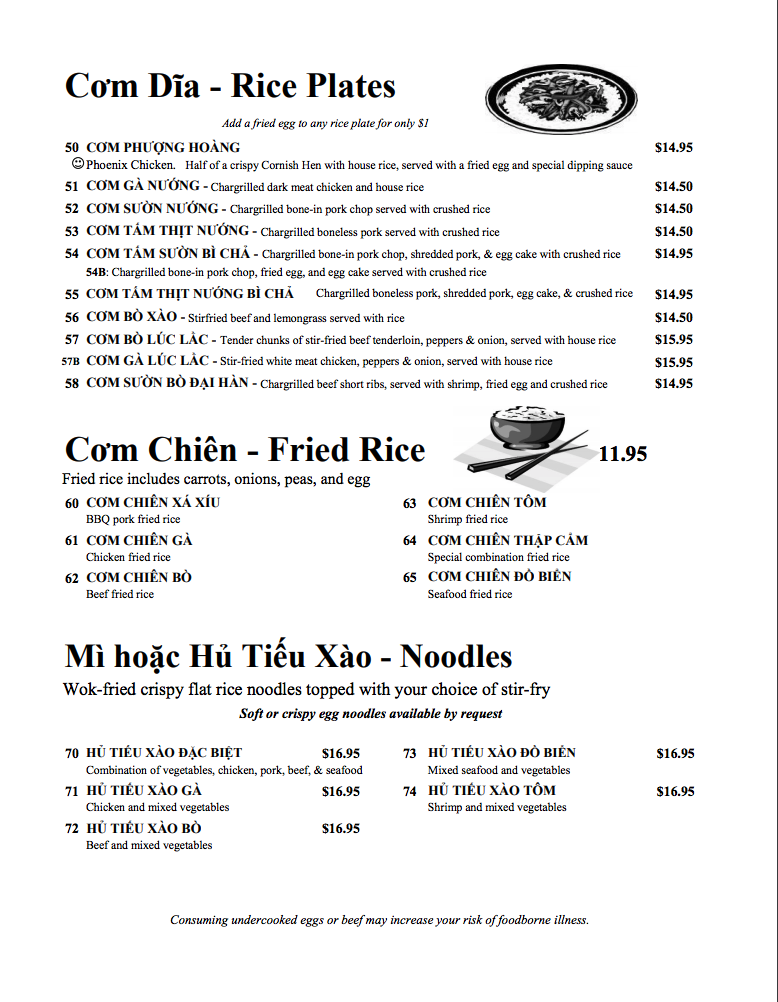 Cơm Dĩa - Rice Plates
Add a fried egg to any rice plate for only $1
50 CƠM PHƯỢNG HOÀNG $14.95
☺Phoenix Chicken. Half of a crispy Cornish Hen with house rice, served with a fried egg and special dipping sauce
51 CƠM GÀ NƯỚNG - Chargrilled dark meat chicken and house rice $14.50
52 CƠM SƯỜN NƯỚNG - Chargrilled bone-in pork chop served with crushed rice $14.50
53 CƠM TẤM THỊT NƯỚNG - Chargrilled boneless pork served with crushed rice $14.50
54 CƠM TẤM SƯỜN BÌ CHẢ - Chargrilled bone-in pork chop, shredded pork, & egg cake with crushed rice $14.95
54B: Chargrilled bone-in pork chop, fried egg, and egg cake served with crushed rice
55 CƠM TẤM THỊT NƯỚNG BÌ CHẢ Chargrilled boneless pork, shredded pork, egg cake, & crushed rice $14.95
56 CƠM BÒ XÀO - Stirfried beef and lemongrass served with rice $14.50
57 CƠM BÒ LÚC LẮC - Tender chunks of stir-fried beef tenderloin, peppers & onion, served with house rice $15.95
57B CƠM GÀ LÚC LẮC - Stir-fried white meat chicken, peppers & onion, served with house rice $15.95
58 CƠM SƯỜN BÒ ĐẠI HÀN - Chargrilled beef short ribs, served with shrimp, fried egg and crushed rice $14.95
Cơm Chiên - Fried Rice 11.95
Fried rice includes carrots, onions, peas, and egg
60 CƠM CHIÊN XÁ XÍU
BBQ pork fried rice
61 CƠM CHIÊN GÀ
Chicken fried rice
62 CƠM CHIÊN BÒ
Beef fried rice
63 CƠM CHIÊN TÔM
Shrimp fried rice
64 CƠM CHIÊN THẬP CẨM
Special combination fried rice
65 CƠM CHIÊN ĐỒ BIỂN
Seafood fried rice
Mì hoặc Hủ Tiếu Xào - Noodles
Wok-fried crispy flat rice noodles topped with your choice of stir-fry
Soft or crispy egg noodles available by request
70 HỦ TIẾU XÀO ĐẶC BIỆT $16.95
Combination of vegetables, chicken, pork, beef, & seafood
71 HỦ TIẾU XÀO GÀ $16.95
Chicken and mixed vegetables
72 HỦ TIẾU XÀO BÒ $16.95
Beef and mixed vegetables
73 HỦ TIẾU XÀO ĐỒ BIỂN $16.95
Mixed seafood and vegetables
74 HỦ TIẾU XÀO TÔM $16.95
Shrimp and mixed vegetables
Consuming undercooked eggs or beef may increase your risk of foodborne illness.